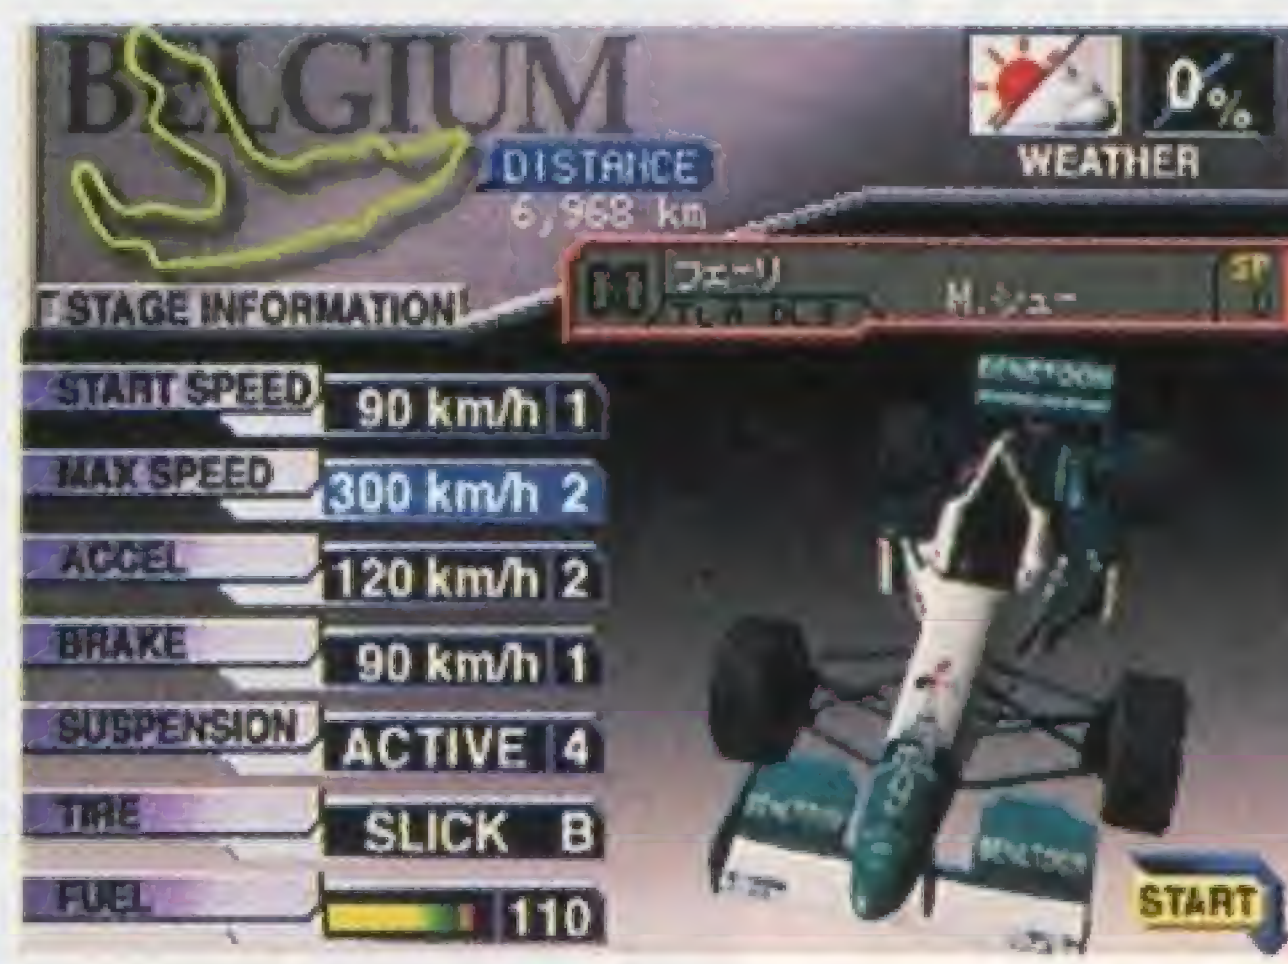 BELGIUM
DISTANCE
6,968 km
0%
WEATHER
STAGE INFORMATION
フェーリ
M.シュー
SP
START SPEED 90 km/h 1
MAX SPEED 300 km/h 2
ACCEL 120 km/h 2
BRAKE 90 km/h 1
SUSPENSION ACTIVE 4
TIRE SLICK B
FUEL 110
START